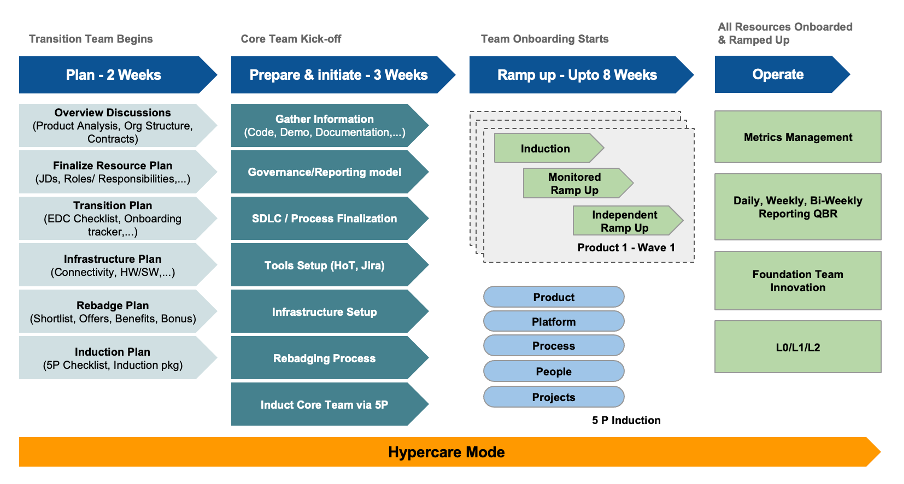 Transition Team Begins
Core Team Kick-off
Team Onboarding Starts
All Resources Onboarded
& Ramped Up
Plan - 2 Weeks
Prepare & initiate - 3 Weeks
Ramp up - Upto 8 Weeks
Operate
Overview Discussions
(Product Analysis, Org Structure,
Contracts)
Finalize Resource Plan
(JDs, Roles/ Responsibilities,...)
Transition Plan
(EDC Checklist, Onboarding
tracker,...)
Infrastructure Plan
(Connectivity, HW/SW,...)
Rebadge Plan
(Shortlist, Offers, Benefits, Bonus)
Induction Plan
(5P Checklist, Induction pkg)
Gather Information
(Code, Demo, Documentation,...)
Governance/Reporting model
SDLC / Process Finalization
Tools Setup (HoT, Jira)
Infrastructure Setup
Rebadging Process
Induct Core Team via 5P
Induction
Monitored
Ramp Up
Independent
Ramp Up
Product 1 - Wave 1
Product
Platform
Process
People
Projects
5 P Induction
Metrics Management
Daily, Weekly, Bi-Weekly
Reporting QBR
Foundation Team
Innovation
L0/L1/L2
Hypercare Mode